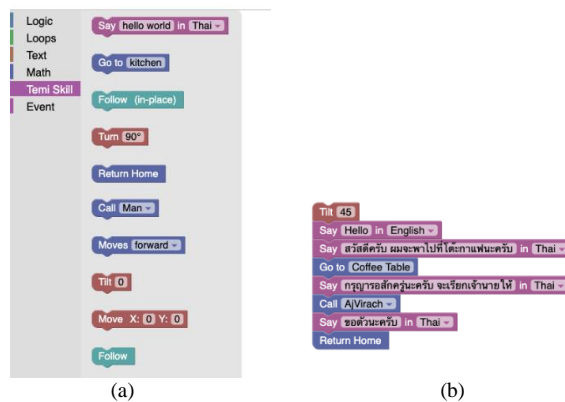 Logic
Loops
Text
Math
Temi Skill
Event
Say hello world in Thai
Go to kitchen
Follow (in-place)
Turn 90°
Return Home
Call Man
Moves forward
Tilt 0
Move X: 0 Y: 0
Follow
(a)
Tilt 45
Say Hello in English
Say สวัสดีครับ ผมจะพาไปที่โต๊ะกาแฟนะครับ in Thai
Go to Coffee Table
Say กรุญารอสักครู่นะครับ จะเรียกเจ้านายให้ in Thai
Call AjVirach
Say ขอตัวนะครับ in Thai
Return Home
(b)